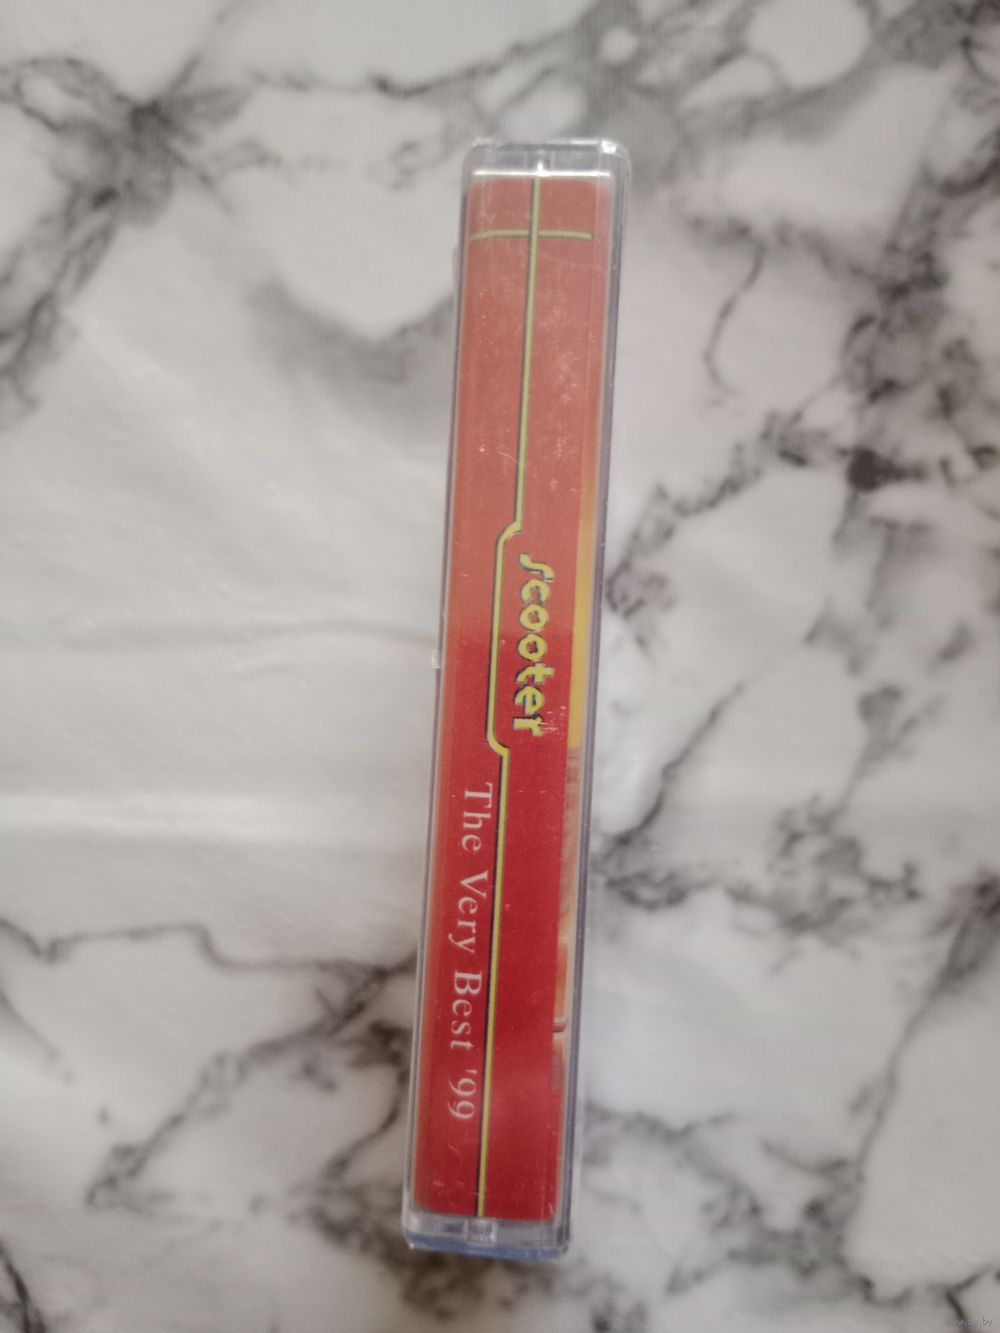 scooter
The Very Best '99